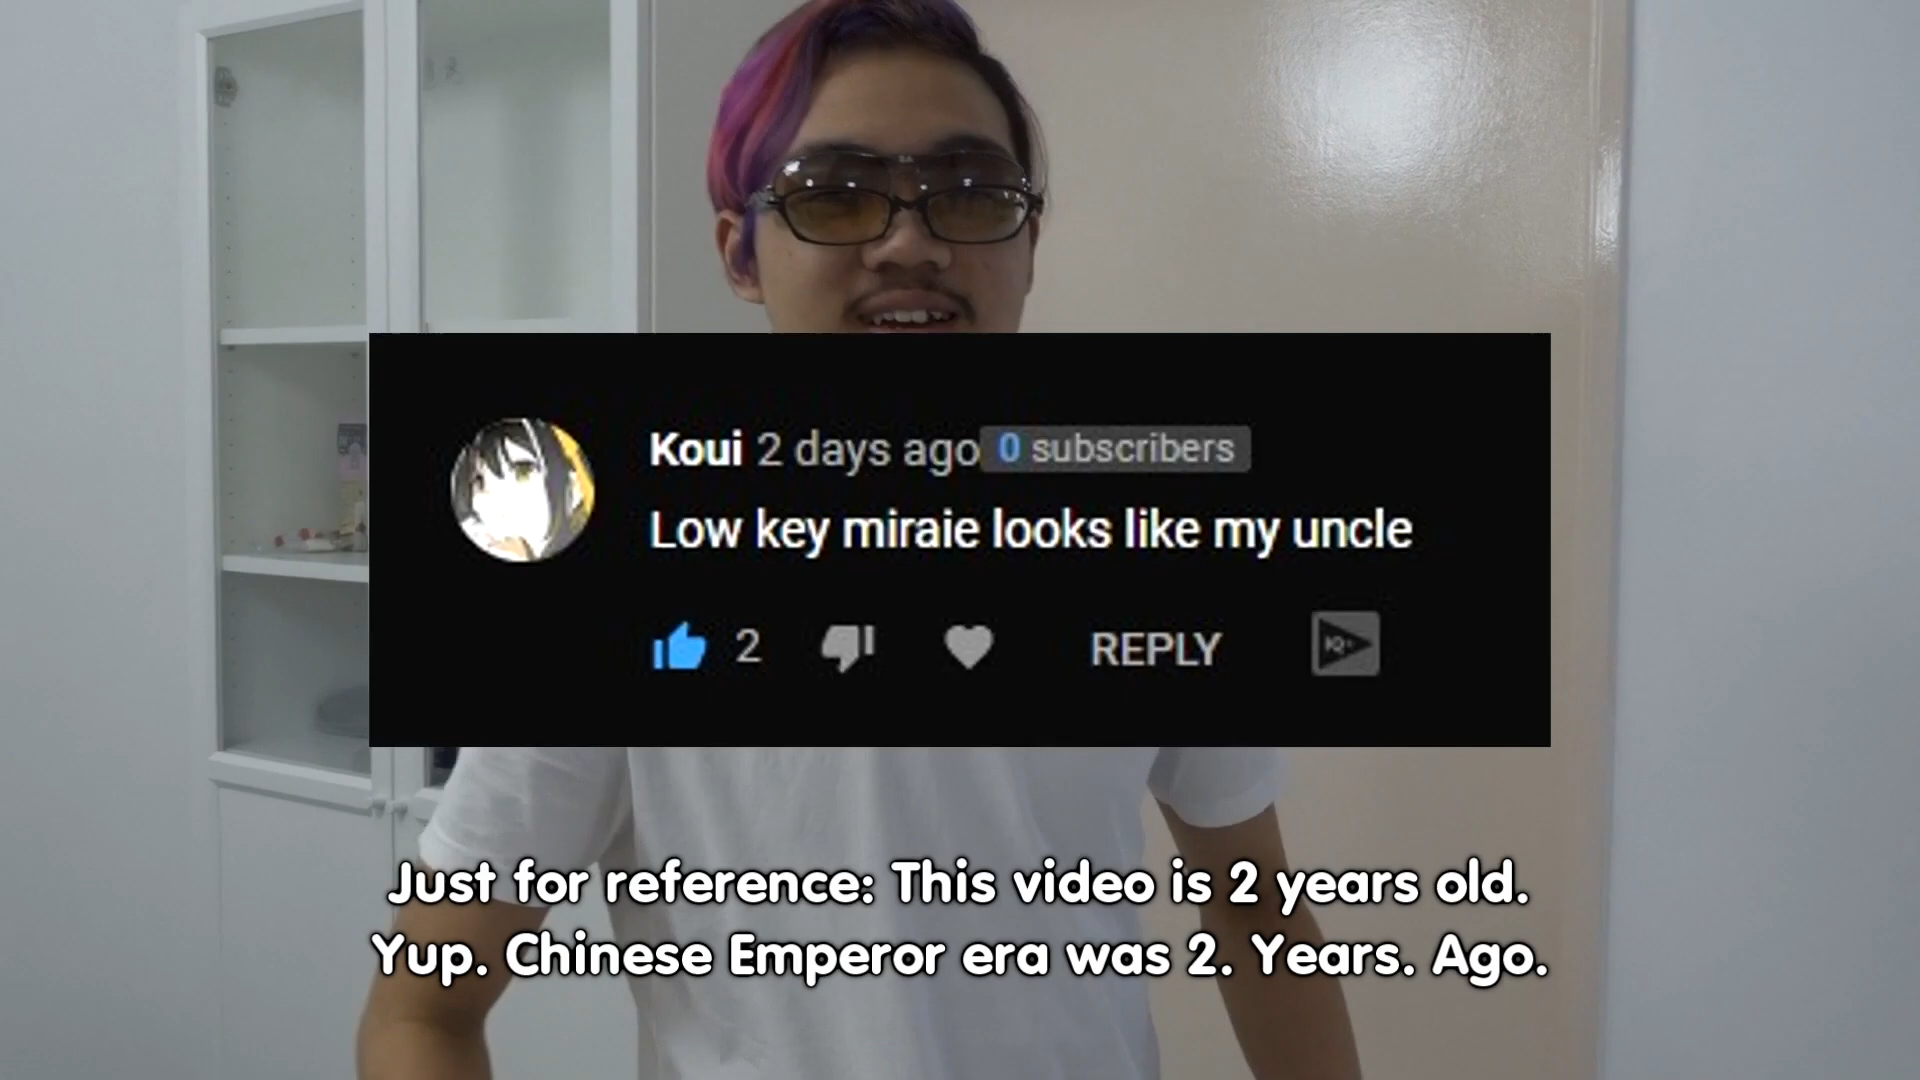 Koui 2 days ago 0 subscribers
Low key miraie looks like my uncle
2 REPLY IQ
Just for reference: This video is 2 years old.
Yup. Chinese Emperor era was 2. Years. Ago.